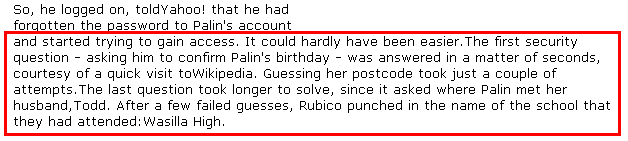 So, he logged on, toldYahoo! that he had
forgotten the password to Palin's account
and started trying to gain access. It could hardly have been easier.The first security
question – asking him to confirm Palin's birthday – was answered in a matter of seconds,
courtesy of a quick visit toWikipedia. Guessing her postcode took just a couple of
attempts.The last question took longer to solve, since it asked where Palin met her
husband,Todd. After a few failed guesses, Rubico punched in the name of the school that
they had attended:Wasilla High.